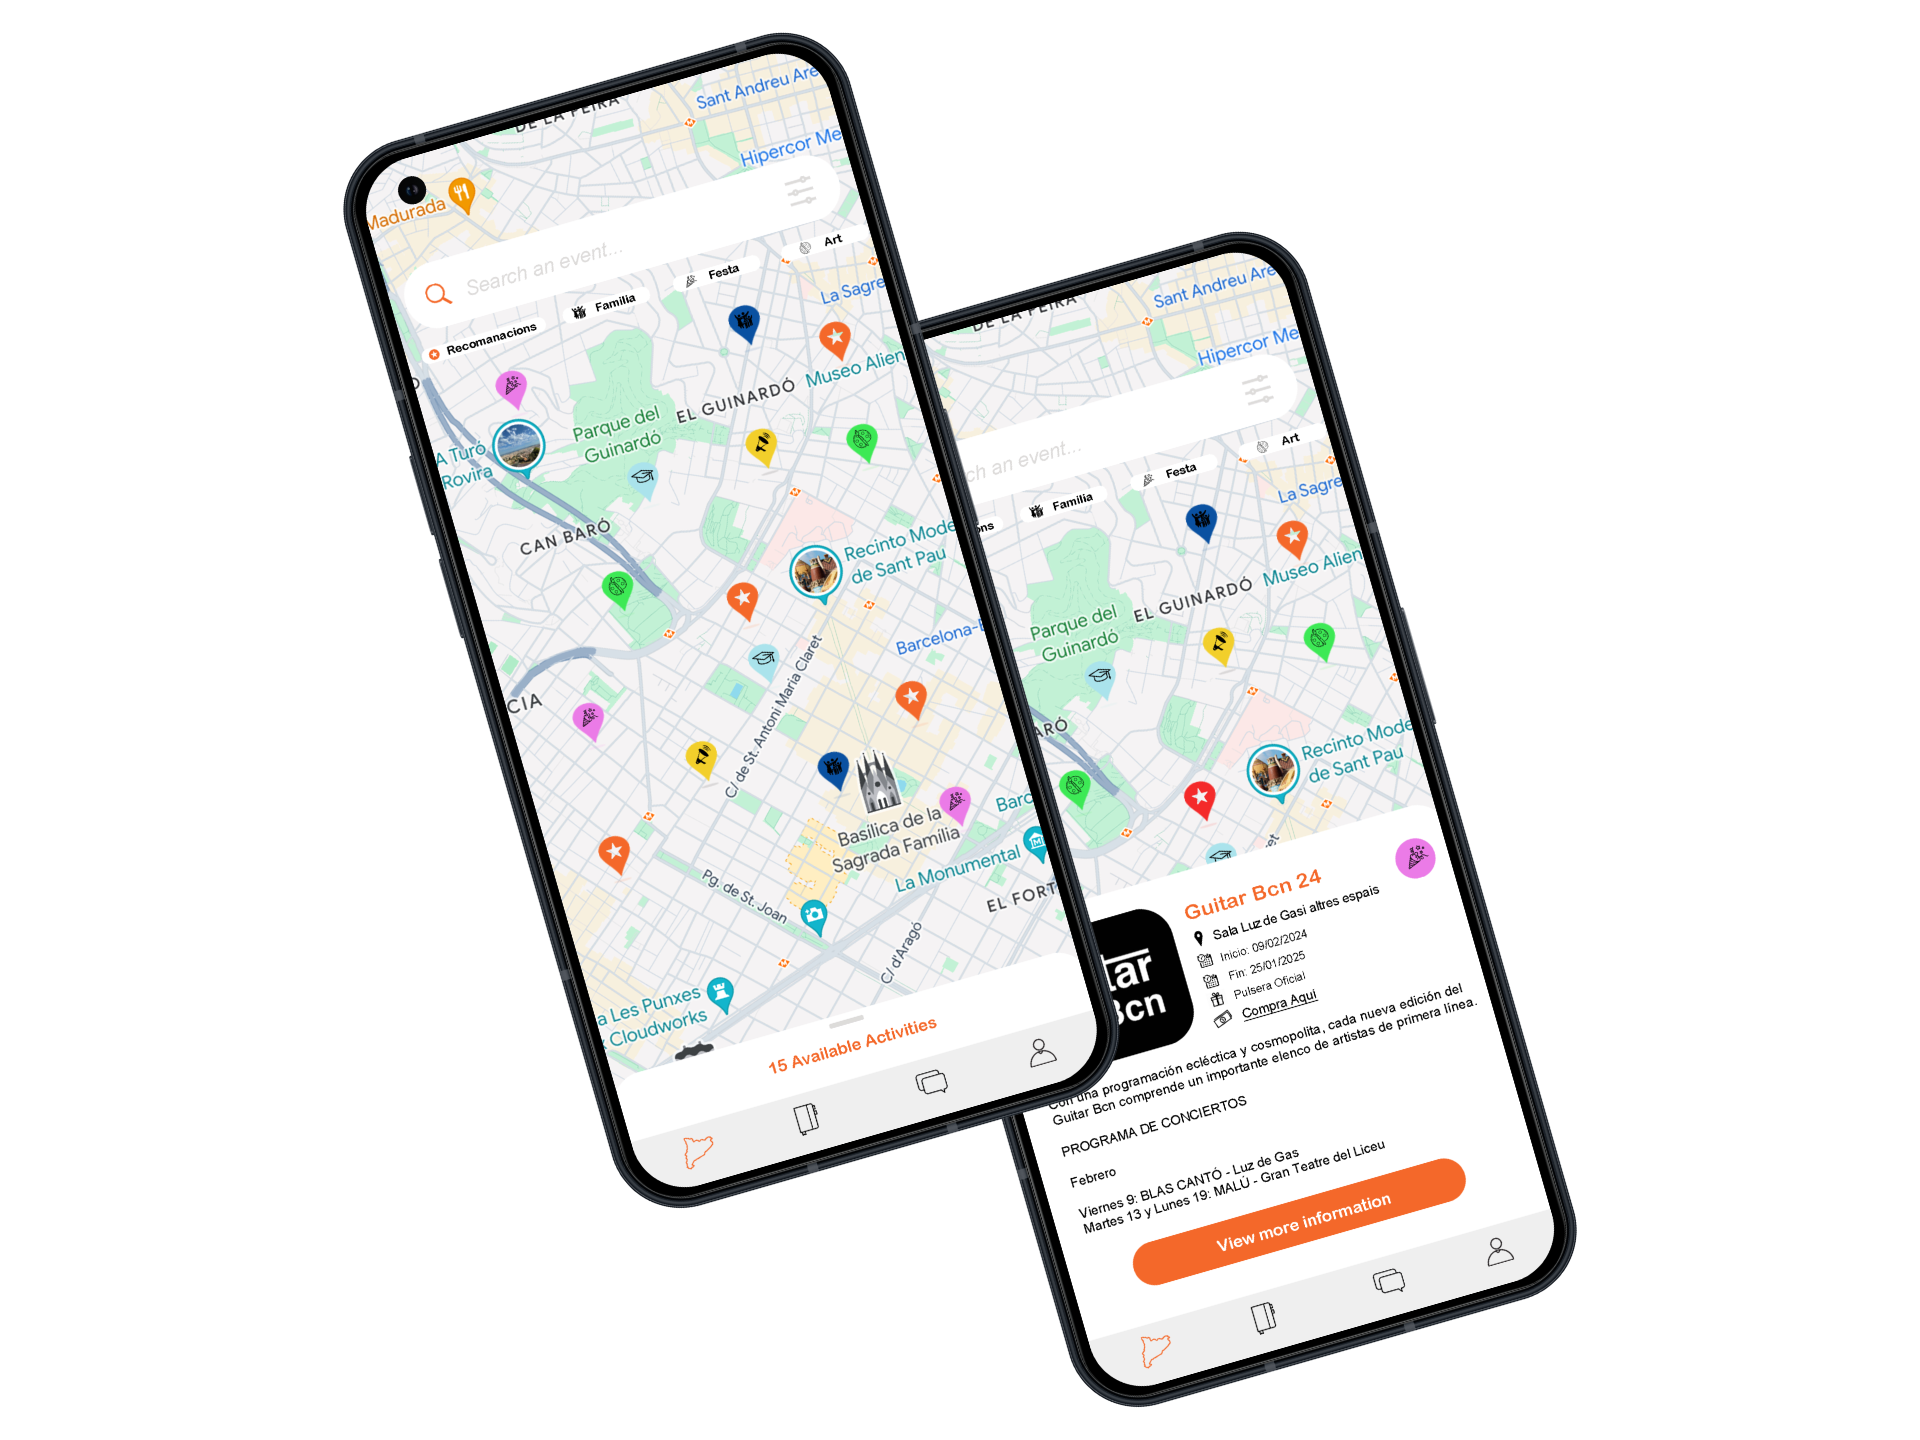 DE LA PEIRA
Sant Andreu Are
Hipercor Me
Madurada
Search an event...
Recomanacions
Familia
Festa
Art
La Sagre
Museo Alien
EL GUINARDÓ
Parque del
Guinardó
A Turó
Rovira
CAN BARÓ
Recinto Mode
de Sant Pau
Barcelona-
C/ de St. Antoni Maria Claret
CIA
Basílica de la
Sagrada Família
Barc
La Monumental
EL FORT
Pg. de St. Joan
C/ d'Aragó
a Les Punxes
Cloudworks
15 Available Activities
DE LA PEIRA
Sant Andreu Are
Hipercor Me
ch an event...
ons
Familia
Festa
Art
La Sagre
Museo Alien
EL GUINARDÓ
Parque del
Guinardó
ARÓ
Recinto Mode
de Sant Pau
et
Guitar Bcn 24
Sala Luz de Gasi altres espais
Inicio: 09/02/2024
Fin: 25/01/2025
Pulsera Oficial
Compra Aquí
tar
Bcn
Con una programación ecléctica y cosmopolita, cada nueva edición del
Guitar Bcn comprende un importante elenco de artistas de primera línea.
PROGRAMA DE CONCIERTOS
Febrero
Viernes 9: BLAS CANTÓ - Luz de Gas
Martes 13 y Lunes 19: MALÚ - Gran Teatre del Liceu
View more information